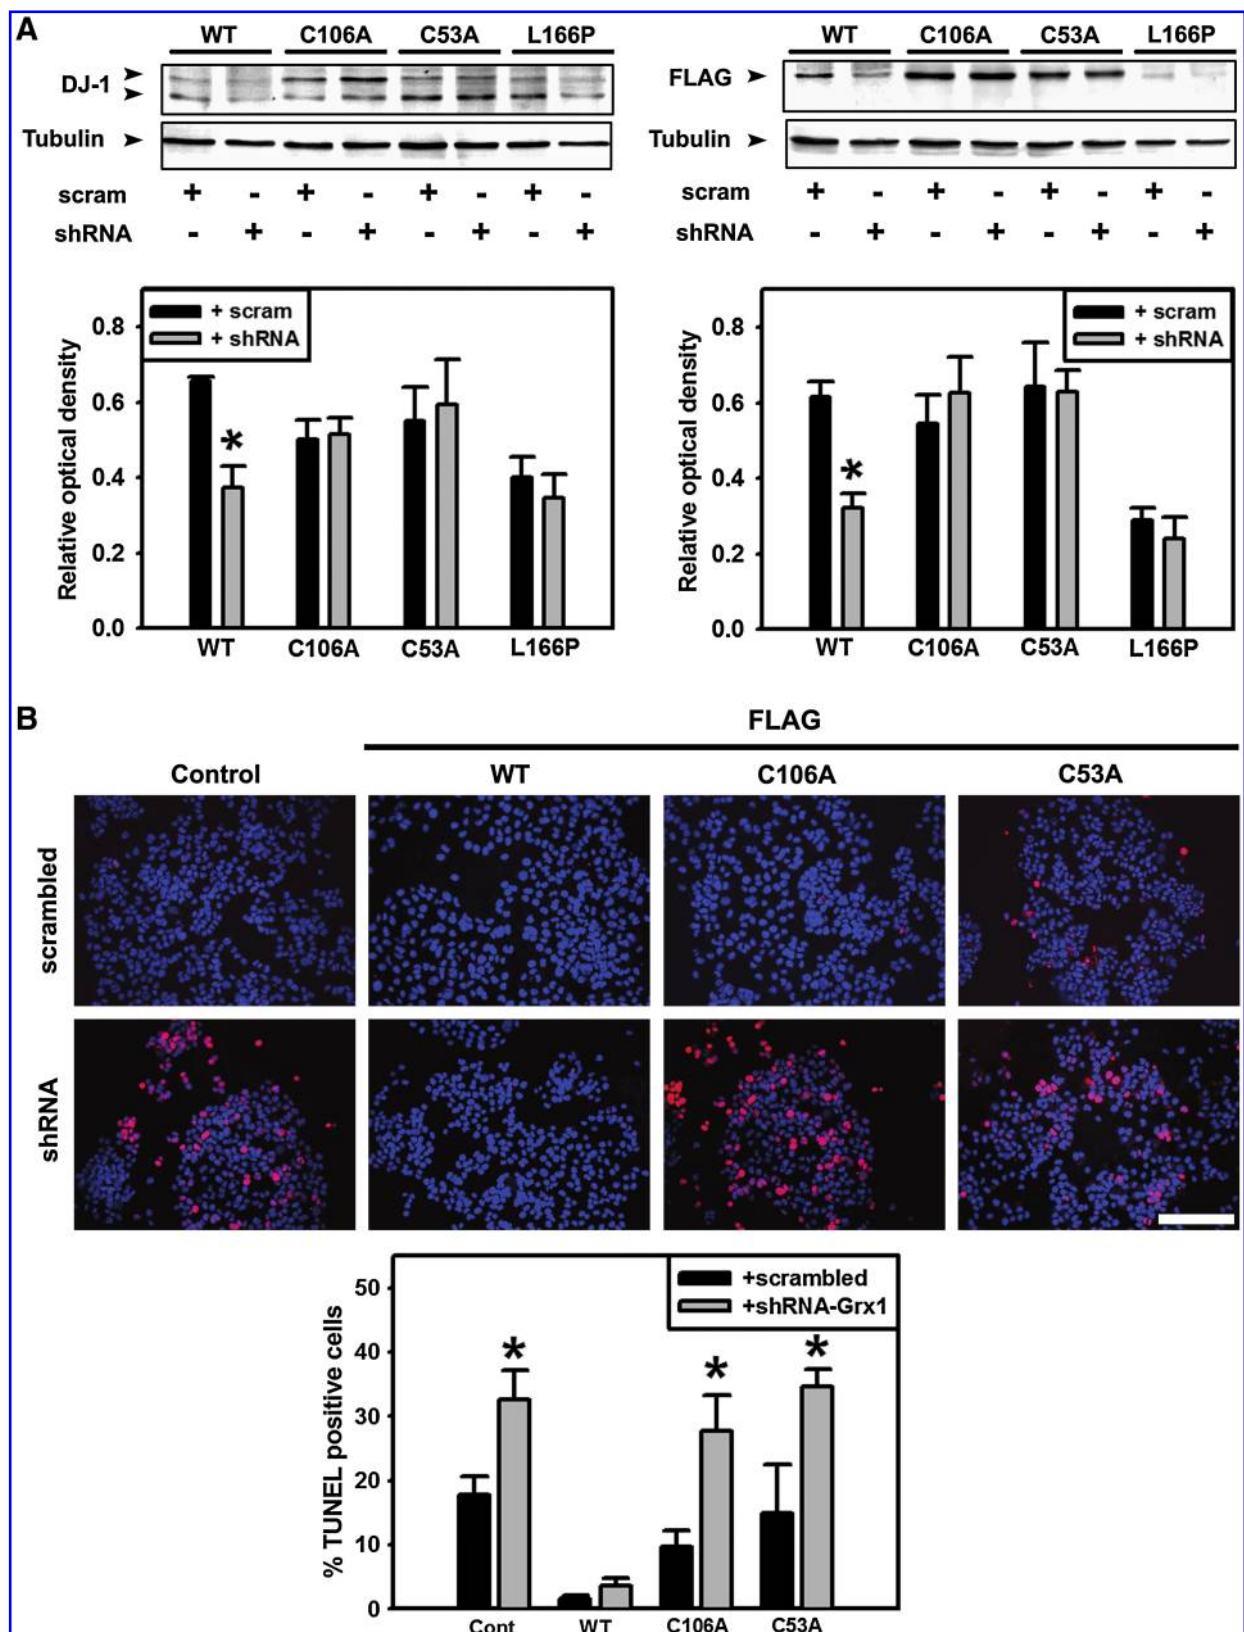 A
WT C106A C53A L166P
DJ-1
Tubulin
scram + - + - + - + -
shRNA - + - + - + - +
+ scram
+ shRNA
Relative optical density
0.8
0.6
0.4
0.2
0.0
WT C106A C53A L166P
WT C106A C53A L166P
FLAG
Tubulin
scram + - + - + - + -
shRNA - + - + - + - +
+ scram
+ shRNA
Relative optical density
0.8
0.6
*
0.4
*
0.2
0.0
WT C106A C53A L166P
B
FLAG
Control WT C106A C53A
scrambled
shRNA
+scrambled
+shRNA-Grx1
% TUNEL positive cells
50
40
* * *
30
20
10
0
Cont WT C106A C53A